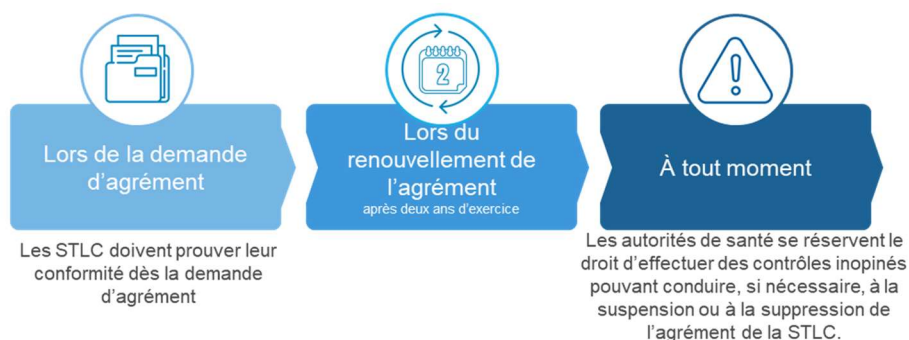 2
Lors de la demande
d'agrément
Lors du
renouvellement de
l'agrément
après deux ans d'exercice
À tout moment
Les STLC doivent prouver leur
conformité dès la demande
d'agrément
Les autorités de santé se réservent le
droit d'effectuer des contrôles inopinés
pouvant conduire, si nécessaire, à la
suspension ou à la suppression de
l'agrément de la STLC.